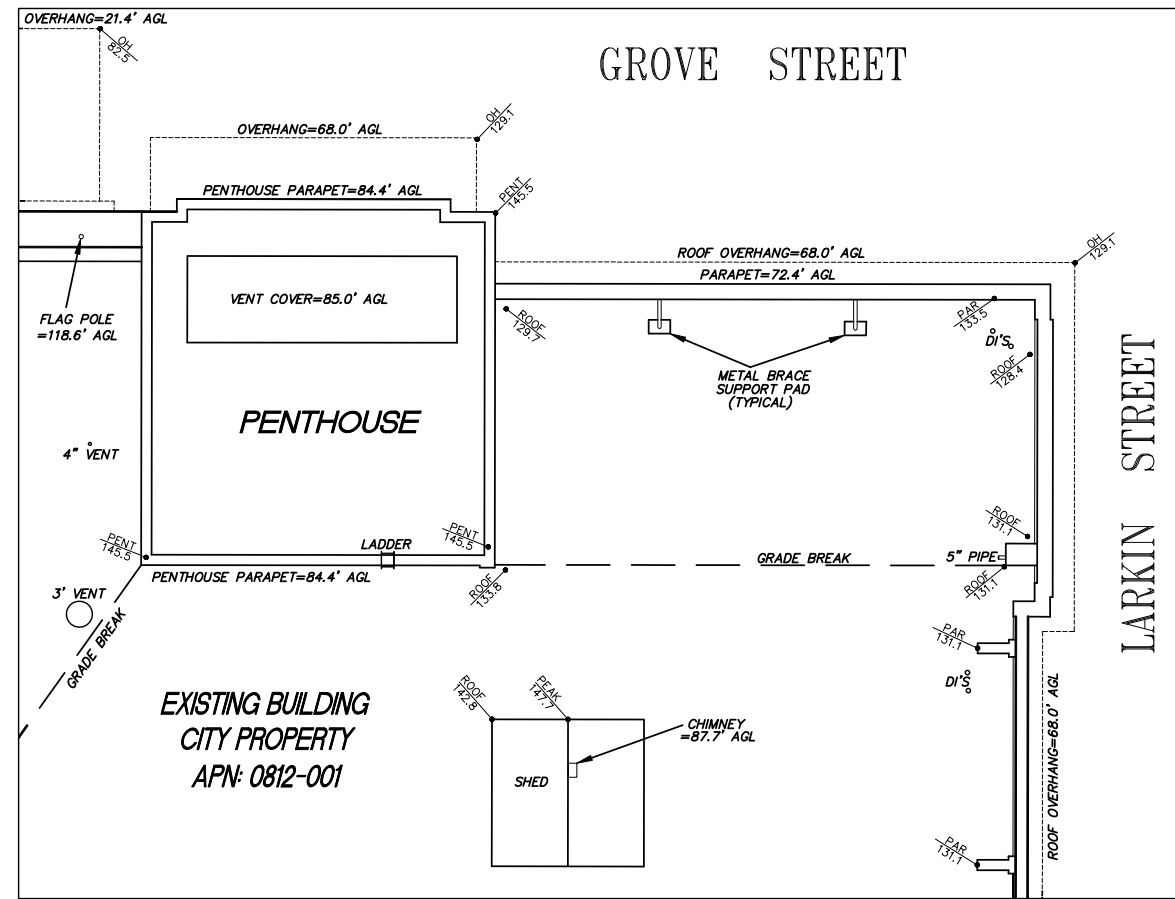 OVERHANG=21.4' AGL
OH
82.5
GROVE STREET
OVERHANG=68.0' AGL
OH
129.1
PENTHOUSE PARAPET=84.4' AGL
PENT
145.5
ROOF OVERHANG=68.0' AGL
OH
129.1
PARAPET=72.4' AGL
VENT COVER=85.0' AGL
FLAG POLE
=118.6' AGL
ROOF
129.7
PAR
133.5
DI'S
ROOF
128.4
METAL BRACE
SUPPORT PAD
(TYPICAL)
LARKIN STREET
PENTHOUSE
4" VENT
PENT
145.5
LADDER
PENT
145.5
ROOF
131.1
GRADE BREAK
5" PIPE
PENTHOUSE PARAPET=84.4' AGL
ROOF
133.8
ROOF
131.1
3' VENT
GRADE BREAK
PAR
131.1
DI'S
EXISTING BUILDING
CITY PROPERTY
APN: 0812-001
ROOF
142.8
PEAK
147.7
CHIMNEY
=87.7' AGL
SHED
ROOF OVERHANG=68.0' AGL
PAR
131.1